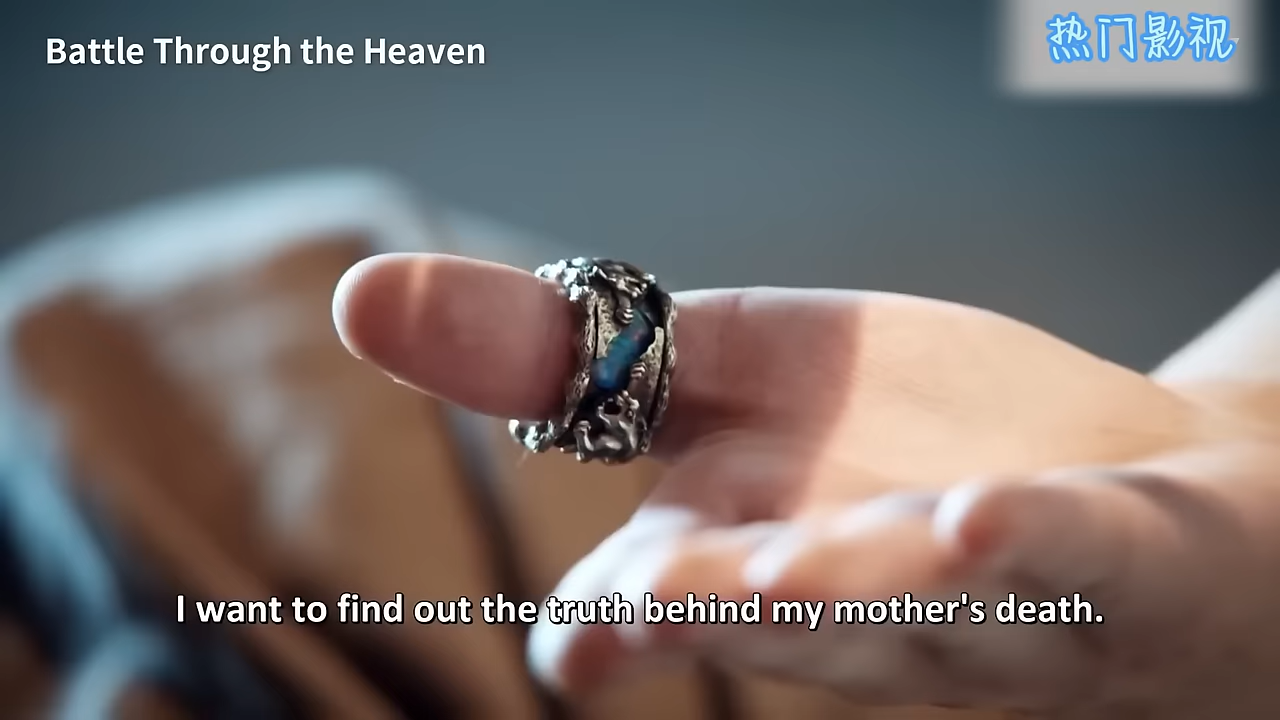 Battle Through the Heaven
热门影视
I want to find out the truth behind my mother's death.